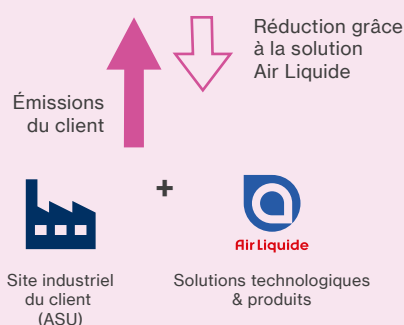 Réduction grâce
à la solution
Air Liquide
Émissions
du client
+
Air Liquide
Site industriel
du client
(ASU)
Solutions technologiques
& produits